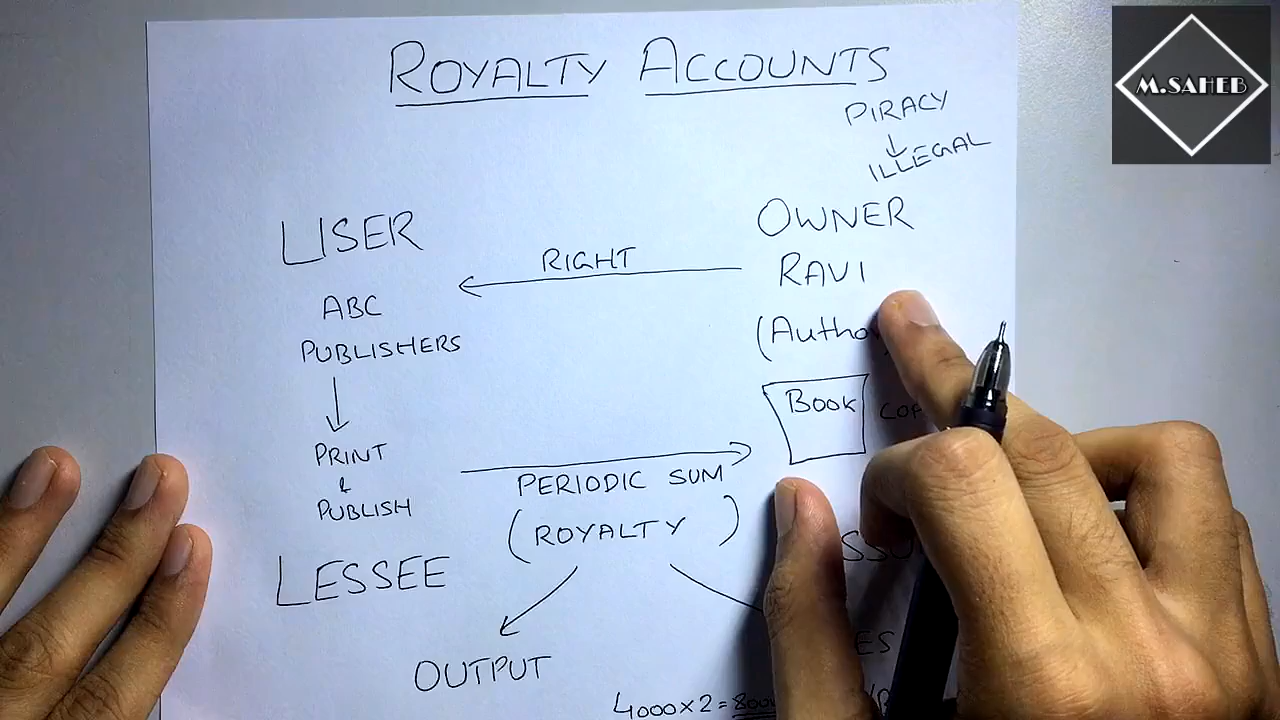 ROYALTY ACCOUNTS
M.SAHEB
PIRACY
ILLEGAL
LISER
OWNER
RIGHT
RAVI
ABC
PUBLISHERS
BOOK
PRINT
&
PUBLISH
PERIODIC SUM
(ROYALTY)
LESSEE
OUTPUT
4000×2=